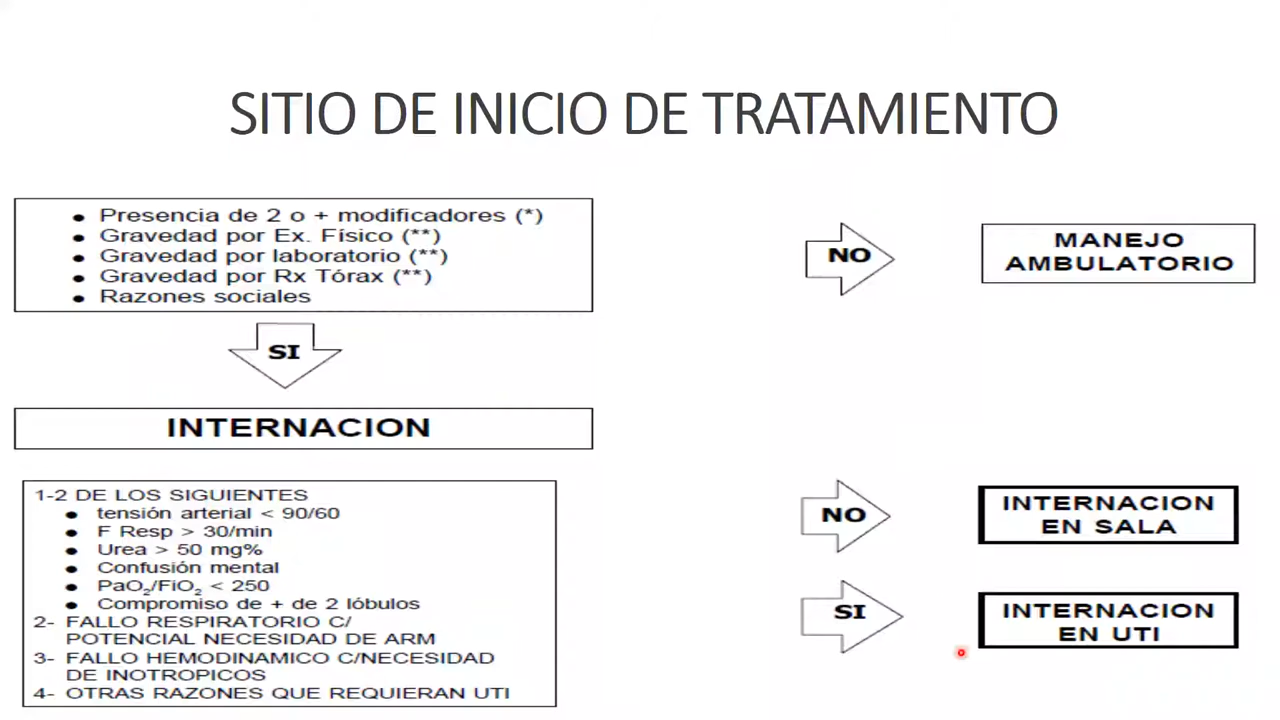 SITIO DE INICIO DE TRATAMIENTO
● Presencia de 2 o + modificadores (*)
● Gravedad por Ex. Físico (**)
● Gravedad por laboratorio (**)
● Gravedad por Rx Tórax (**)
● Razones sociales
NO
MANEJO
AMBULATORIO
SI
INTERNACION
1-2 DE LOS SIGUIENTES
● tensión arterial < 90/60
● F Resp > 30/min
● Urea > 50 mg%
● Confusión mental
● PaO₂/FiO₂ < 250
● Compromiso de + de 2 lóbulos
2- FALLO RESPIRATORIO C/
POTENCIAL NECESIDAD DE ARM
3- FALLO HEMODINAMICO C/NECESIDAD
DE INOTROPICOS
4- OTRAS RAZONES QUE REQUIERAN UTI
NO
INTERNACION
EN SALA
SI
INTERNACION
EN UTI